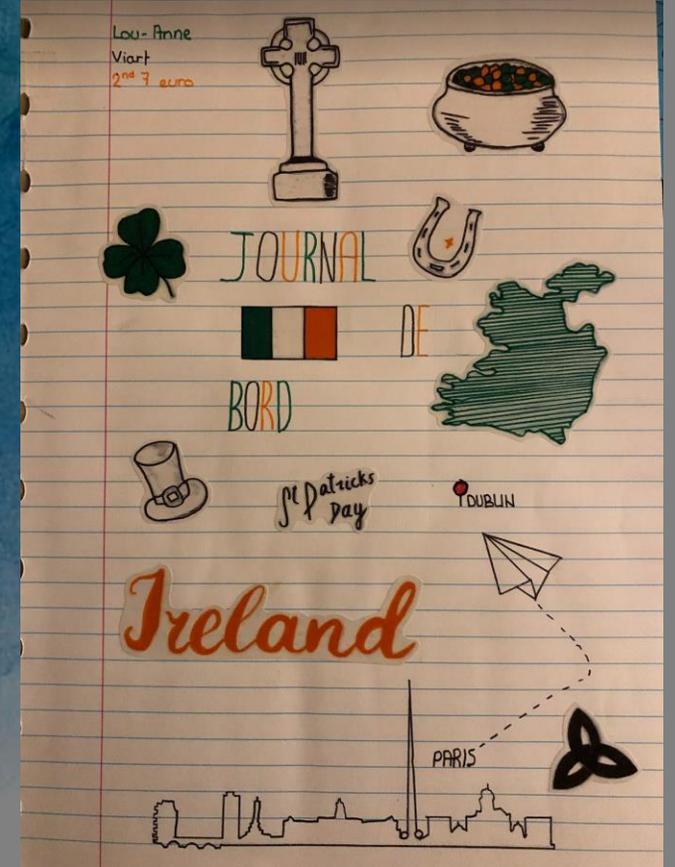 Lou-Anne
Viart
2nd 7 euro
JOURNAL
DE
BORD
St Patricks
Day
DUBLIN
Ireland
PARIS